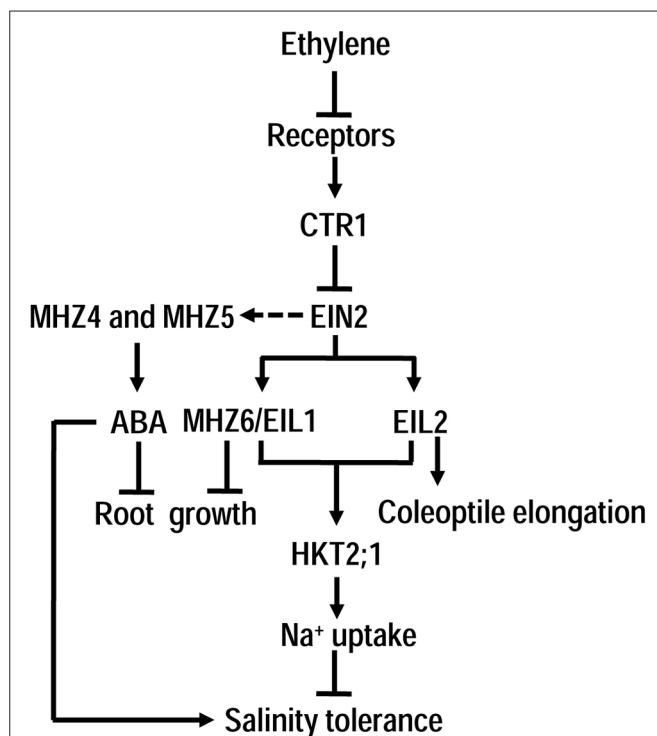 Ethylene
Receptors
CTR1
MHZ4 and MHZ5 EIN2
ABA MHZ6/EIL1 EIL2
Root growth Coleoptile elongation
HKT2;1
Na⁺ uptake
Salinity tolerance